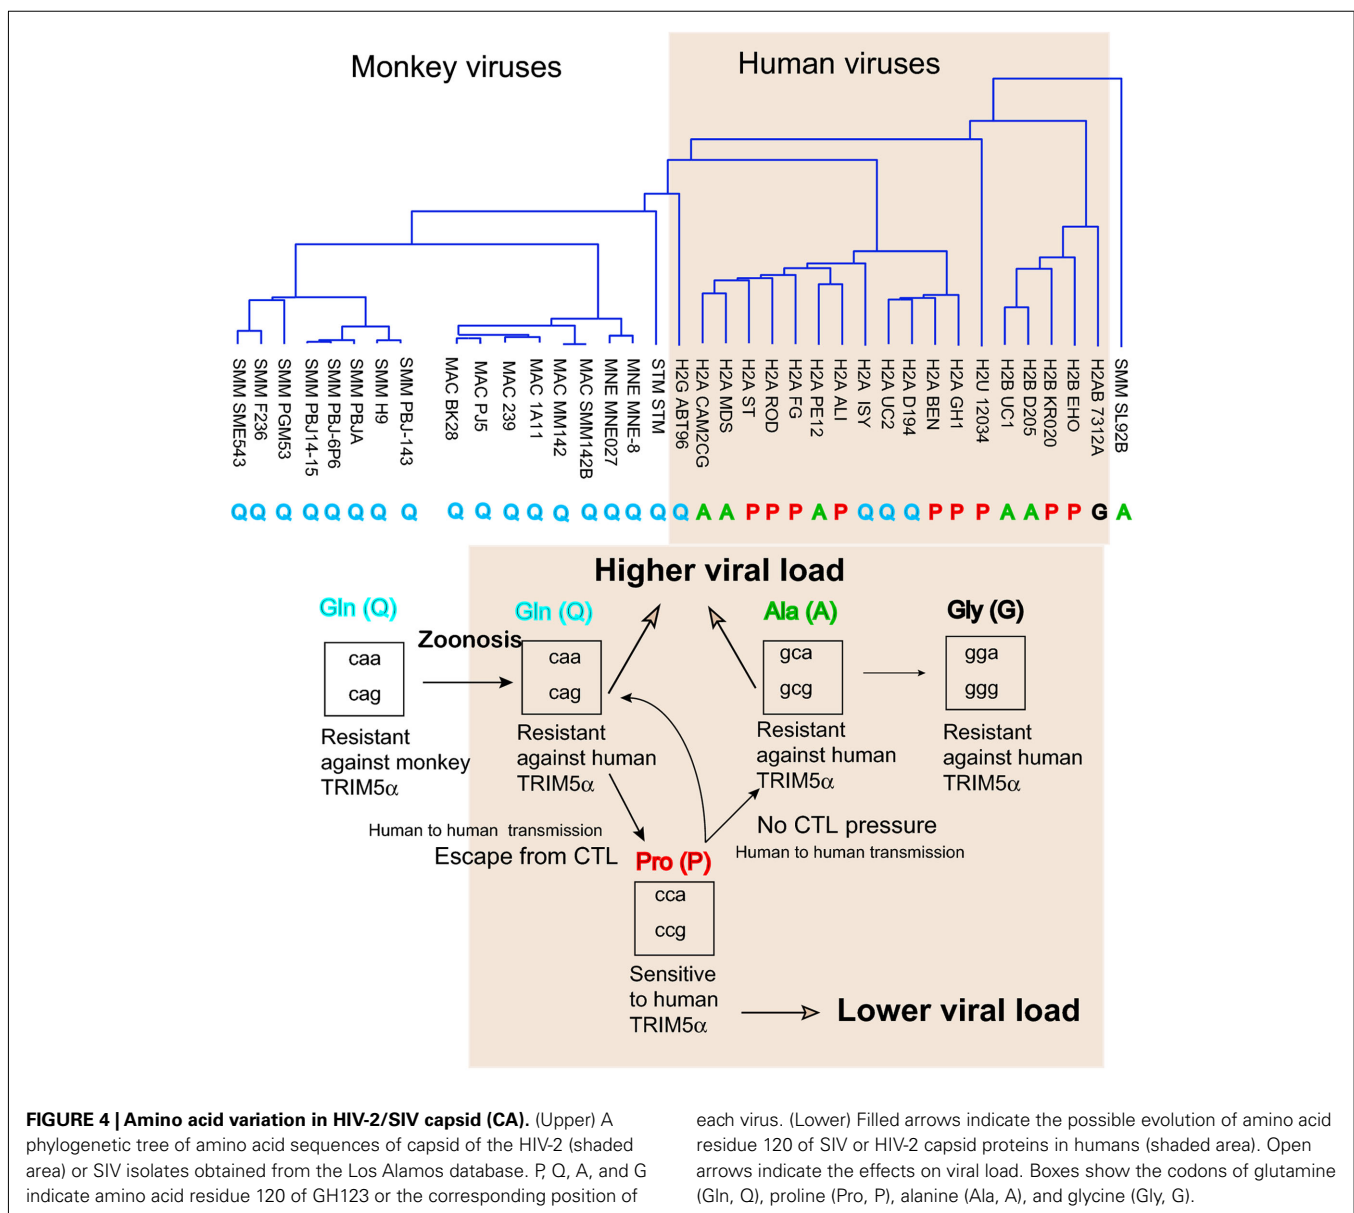 Monkey viruses
Human viruses
SMM SME543
SMM F236
SMM PGM53
SMM PBJ14-15
SMM PBJ-6P6
SMM PBJA
SMM H9
SMM PBJ-143
MAC BK28
MAC PJ5
MAC 239
MAC 1A11
MAC MM142
MAC SMM142B
MNE MNE027
MNE MNE-8
STM STM
H2G ABT96
H2A CAM2CG
H2A MDS
H2A ST
H2A ROD
H2A FG
H2A PE12
H2A ALI
H2A ISY
H2A UC2
H2A D194
H2A BEN
H2A GH1
H2U 12034
H2B UC1
H2B D205
H2B KR020
H2B EHO
H2AB 7312A
SMM SL92B
Q Q Q Q Q Q Q Q Q Q Q Q Q Q Q Q Q Q A A P P P A P Q Q Q P P P A A P P G A
Higher viral load
Gln (Q)
Gln (Q)
Ala (A)
Gly (G)
Zoonosis
caa
cag
caa
cag
gca
gcg
gga
ggg
Resistant
against monkey
TRIM5α
Resistant
against human
TRIM5α
Resistant
against human
TRIM5α
Resistant
against human
TRIM5α
Human to human transmission
Escape from CTL
No CTL pressure
Human to human transmission
Pro (P)
cca
ccg
Sensitive
to human
TRIM5α
Lower viral load
FIGURE 4 | Amino acid variation in HIV-2/SIV capsid (CA). (Upper) A
phylogenetic tree of amino acid sequences of capsid of the HIV-2 (shaded
area) or SIV isolates obtained from the Los Alamos database. P, Q, A, and G
indicate amino acid residue 120 of GH123 or the corresponding position of
each virus. (Lower) Filled arrows indicate the possible evolution of amino acid
residue 120 of SIV or HIV-2 capsid proteins in humans (shaded area). Open
arrows indicate the effects on viral load. Boxes show the codons of glutamine
(Gln, Q), proline (Pro, P), alanine (Ala, A), and glycine (Gly, G).